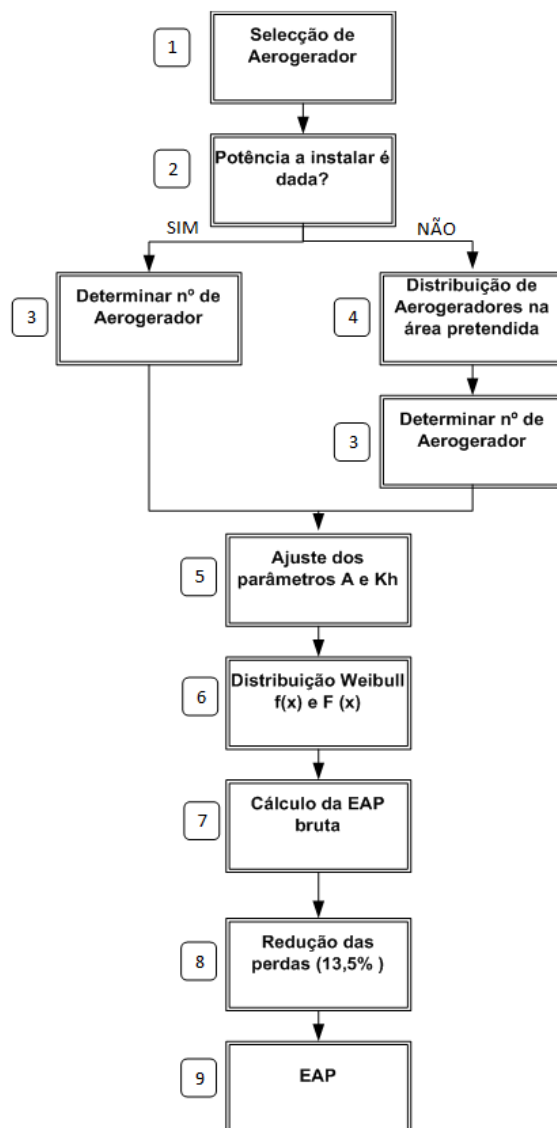 1
Selecção de
Aerogerador
2
Potência a instalar é
dada?
SIM
NÃO
3
Determinar nº de
Aerogerador
4
Distribuição de
Aerogeradores na
área pretendida
3
Determinar nº de
Aerogerador
5
Ajuste dos
parâmetros A e Kh
6
Distribuição Weibull
f(x) e F (x)
7
Cálculo da EAP
bruta
8
Redução das
perdas (13,5% )
9
EAP